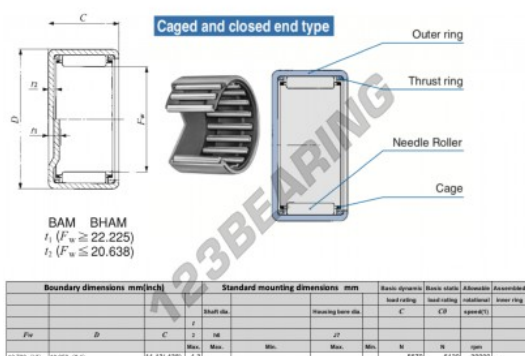 C
Caged and closed end type
Outer ring
Thrust ring
Needle Roller
Cage
D
t₂
t₁
Fw
BAM BHAM
t₁ (Fw ≧ 22.225)
t₂ (Fw ≦ 20.638)
123BEARING
Boundary dimensions mm(inch) Standard mounting dimensions mm Basic dynamic Basic static Allowable Assembled
load rating load rating rotational inner ring
Shaft dia. Housing bore dia. C C0 speed(1)
Fw D C J7
Max. Max. Min. Max. Min. N N rpm